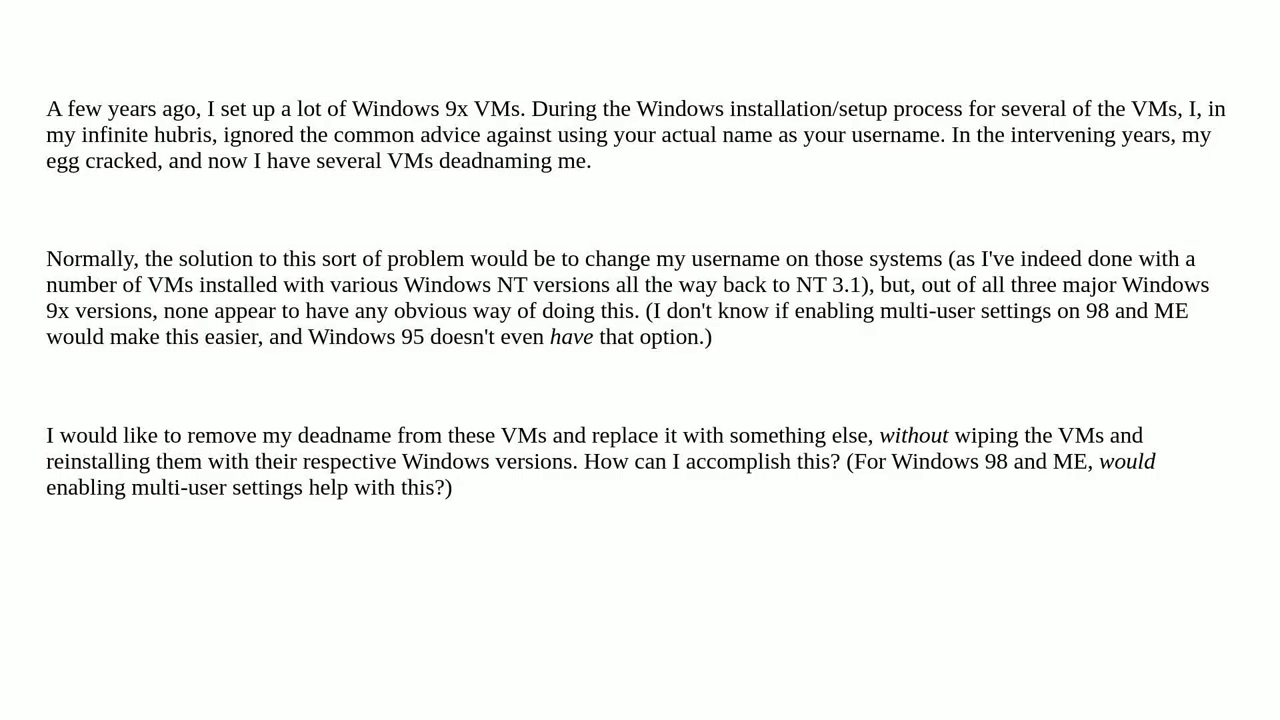 A few years ago, I set up a lot of Windows 9x VMs. During the Windows installation/setup process for several of the VMs, I, in
my infinite hubris, ignored the common advice against using your actual name as your username. In the intervening years, my
egg cracked, and now I have several VMs deadnaming me.
Normally, the solution to this sort of problem would be to change my username on those systems (as I've indeed done with a
number of VMs installed with various Windows NT versions all the way back to NT 3.1), but, out of all three major Windows
9x versions, none appear to have any obvious way of doing this. (I don't know if enabling multi-user settings on 98 and ME
would make this easier, and Windows 95 doesn't even have that option.)
I would like to remove my deadname from these VMs and replace it with something else, without wiping the VMs and
reinstalling them with their respective Windows versions. How can I accomplish this? (For Windows 98 and ME, would
enabling multi-user settings help with this?)